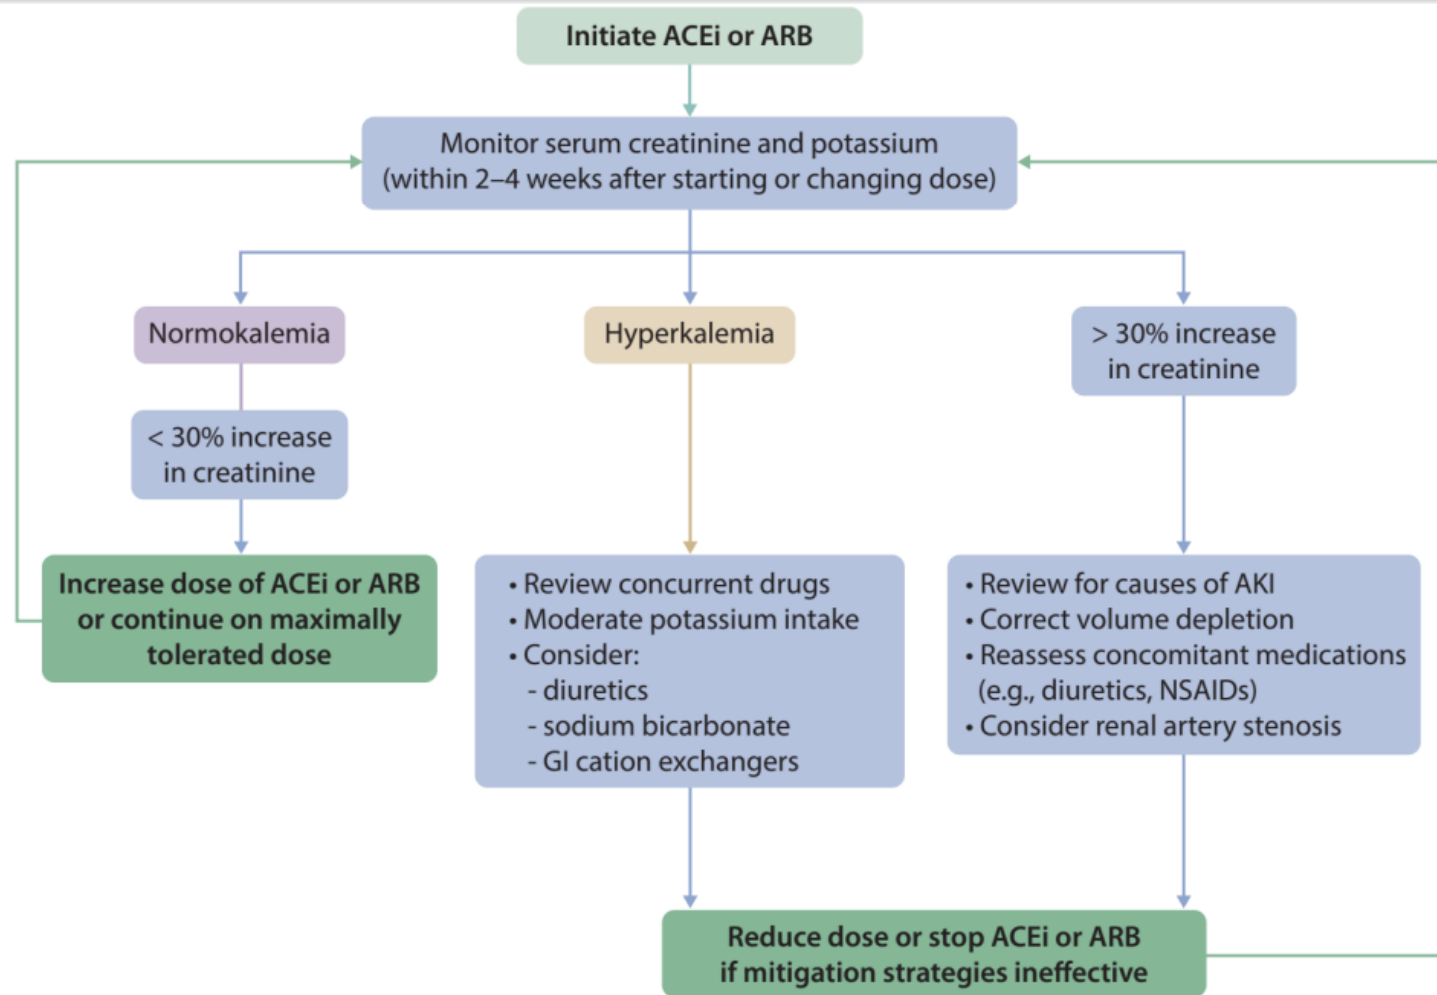 Initiate ACEi or ARB
Monitor serum creatinine and potassium
(within 2–4 weeks after starting or changing dose)
Normokalemia
< 30% increase
in creatinine
Increase dose of ACEi or ARB
or continue on maximally
tolerated dose
Hyperkalemia
• Review concurrent drugs
• Moderate potassium intake
• Consider:
- diuretics
- sodium bicarbonate
- GI cation exchangers
> 30% increase
in creatinine
• Review for causes of AKI
• Correct volume depletion
• Reassess concomitant medications
(e.g., diuretics, NSAIDs)
• Consider renal artery stenosis
Reduce dose or stop ACEi or ARB
if mitigation strategies ineffective